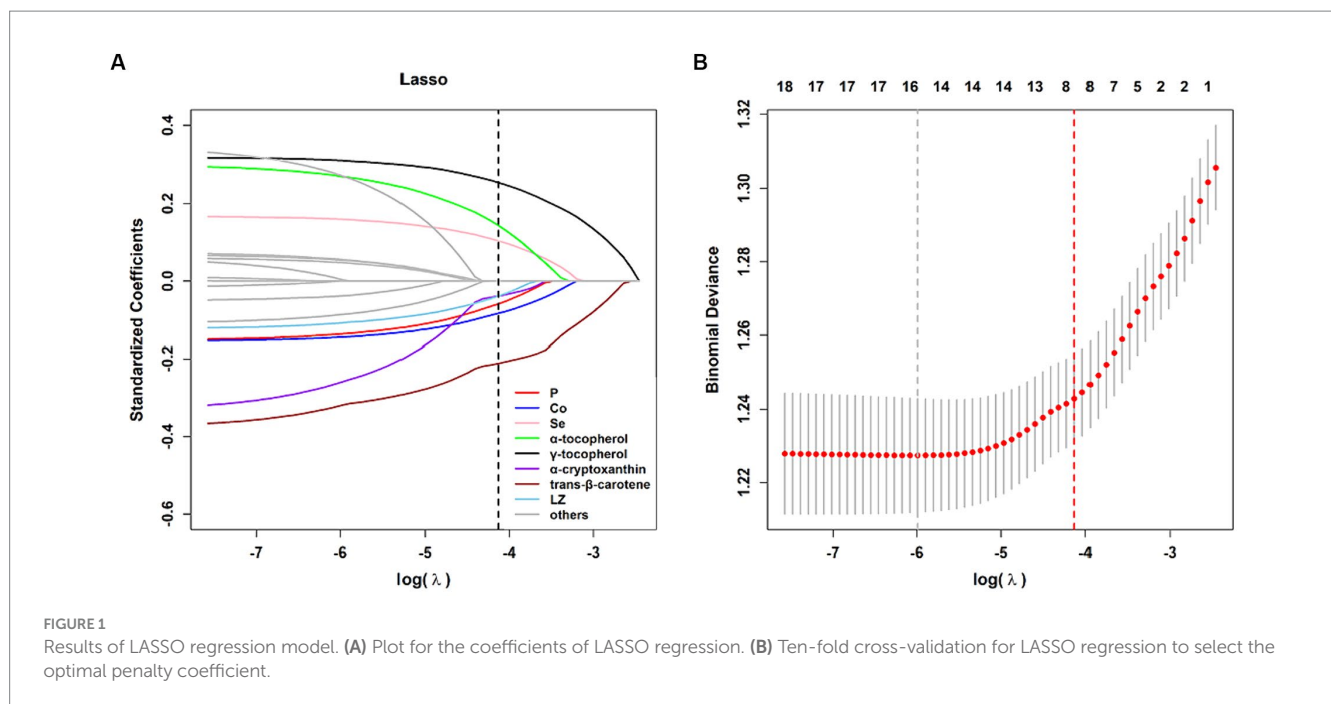 A
Lasso
Standardized Coefficients
0.4
0.2
0.0
-0.2
-0.4
-0.6
P
Co
Se
α-tocopherol
γ-tocopherol
α-cryptoxanthin
trans-β-carotene
LZ
others
-7 -6 -5 -4 -3
log( λ )
B
18 17 17 17 16 14 14 14 13 8 8 7 5 2 2 1
Binomial Deviance
1.32
1.30
1.28
1.26
1.24
1.22
-7 -6 -5 -4 -3
log( λ )
FIGURE 1
Results of LASSO regression model. (A) Plot for the coefficients of LASSO regression. (B) Ten-fold cross-validation for LASSO regression to select the
optimal penalty coefficient.